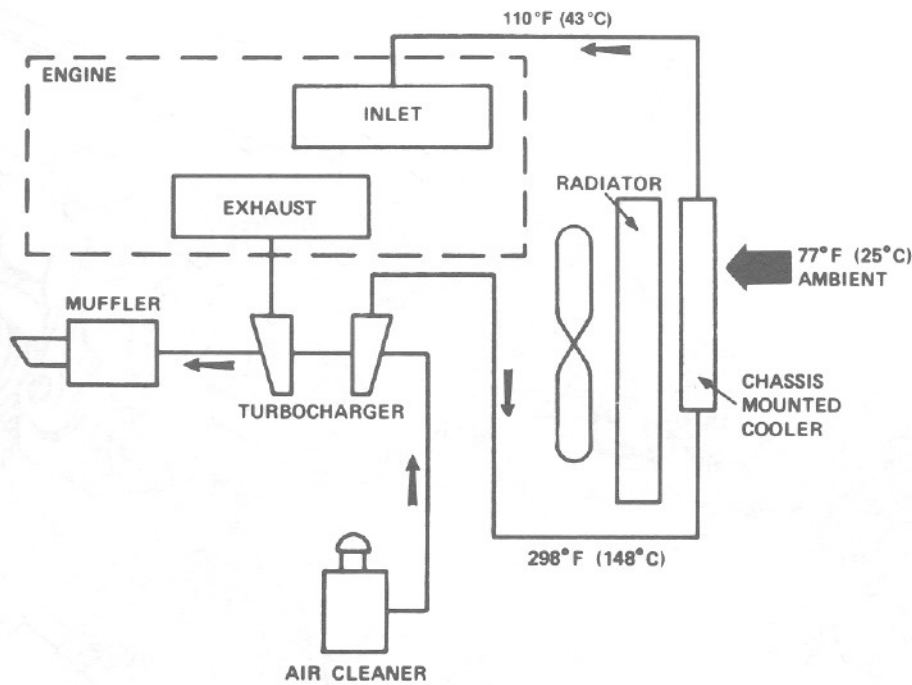 110°F (43°C)
ENGINE
INLET
RADIATOR
EXHAUST
77°F (25°C)
AMBIENT
MUFFLER
TURBOCHARGER
CHASSIS
MOUNTED
COOLER
298°F (148°C)
AIR CLEANER